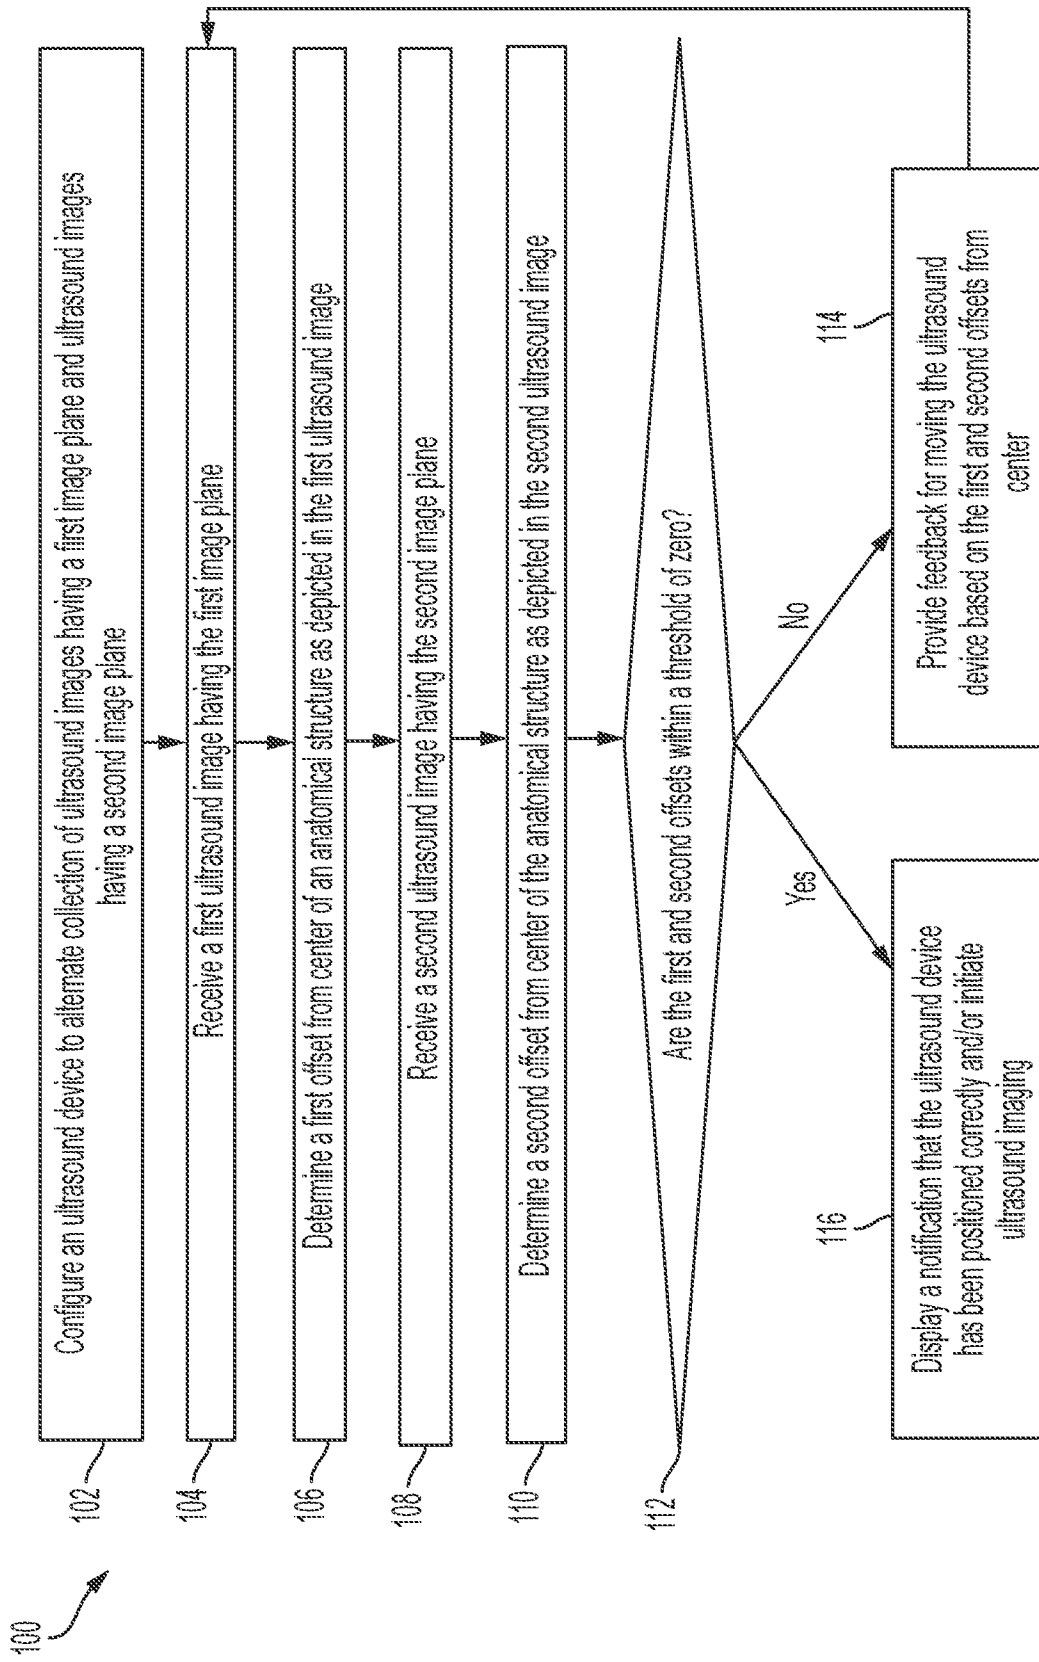 100
102
Configure an ultrasound device to alternate collection of ultrasound images having a first image plane and ultrasound images
having a second image plane
104
Receive a first ultrasound image having the first image plane
106
Determine a first offset from center of an anatomical structure as depicted in the first ultrasound image
108
Receive a second ultrasound image having the second image plane
110
Determine a second offset from center of the anatomical structure as depicted in the second ultrasound image
112
Are the first and second offsets within a threshold of zero?
Yes
No
116
Display a notification that the ultrasound device
has been positioned correctly and/or initiate
ultrasound imaging
114
Provide feedback for moving the ultrasound
device based on the first and second offsets from
center